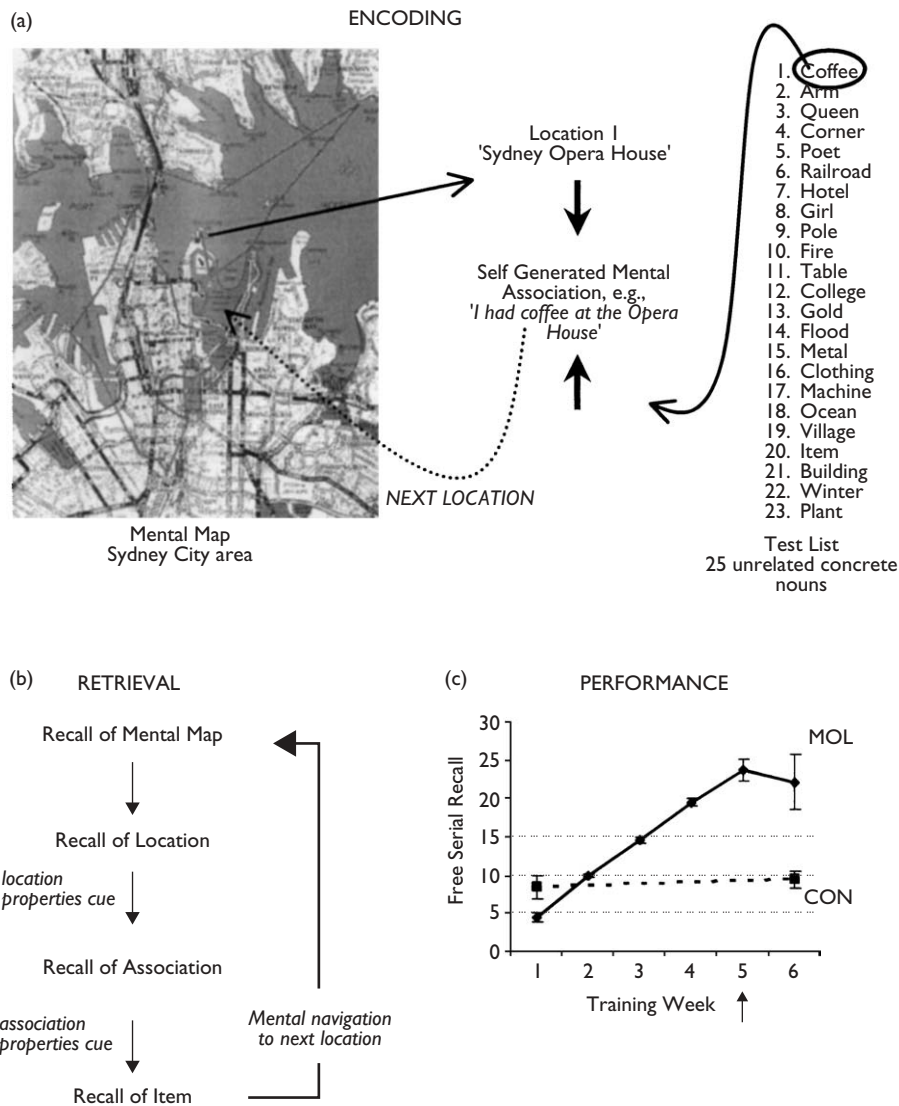 (a)
ENCODING
Location 1
'Sydney Opera House'
Self Generated Mental
Association, e.g.,
'I had coffee at the Opera
House'
NEXT LOCATION
Mental Map
Sydney City area
1. Coffee
2. Arm
3. Queen
4. Corner
5. Poet
6. Railroad
7. Hotel
8. Girl
9. Pole
10. Fire
11. Table
12. College
13. Gold
14. Flood
15. Metal
16. Clothing
17. Machine
18. Ocean
19. Village
20. Item
21. Building
22. Winter
23. Plant
Test List
25 unrelated concrete
nouns
(b)
RETRIEVAL
Recall of Mental Map
Recall of Location
location
properties cue
Recall of Association
association
properties cue
Mental navigation
to next location
Recall of Item
(c)
PERFORMANCE
Free Serial Recall
30
25
20
15
10
5
0
MOL
CON
1 2 3 4 5 6
Training Week